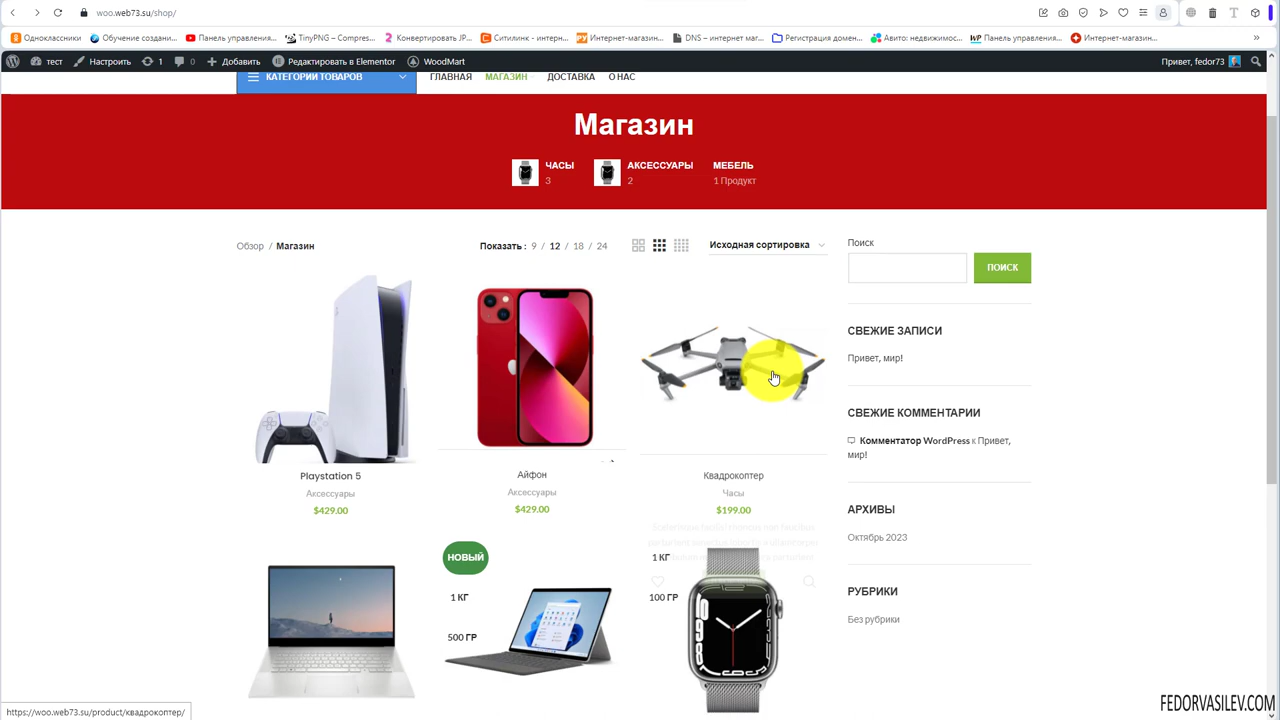 woo.web73.su/shop/
Одноклассники
Обучение создани...
Панель управления...
TinyPNG – Compres...
Конвертировать JP...
Ситилинк - интерн...
Интернет-магазин...
DNS – интернет маг...
Регистрация домен...
Авито: недвижимос...
Панель управления...
Интернет-магазин...
тест
Настроить
1
0
Добавить
Редактировать в Elementor
WoodMart
Привет, fedor73
КАТЕГОРИИ ТОВАРОВ
ГЛАВНАЯ
МАГАЗИН
ДОСТАВКА
О НАС
Магазин
ЧАСЫ
3
АКСЕССУАРЫ
2
МЕБЕЛЬ
1 Продукт
Обзор / Магазин
Показать : 9 / 12 / 18 / 24
Исходная сортировка
Поиск
ПОИСК
СВЕЖИЕ ЗАПИСИ
Привет, мир!
СВЕЖИЕ КОММЕНТАРИИ
Комментатор WordPress к Привет,
мир!
АРХИВЫ
Октябрь 2023
РУБРИКИ
Без рубрики
Playstation 5
Аксессуары
$429.00
Айфон
Аксессуары
$429.00
Квадрокоптер
Часы
$199.00
НОВЫЙ
1 КГ
500 ГР
1 КГ
100 ГР
https://woo.web73.su/product/квадрокоптер/
FEDORVASILEV.COM